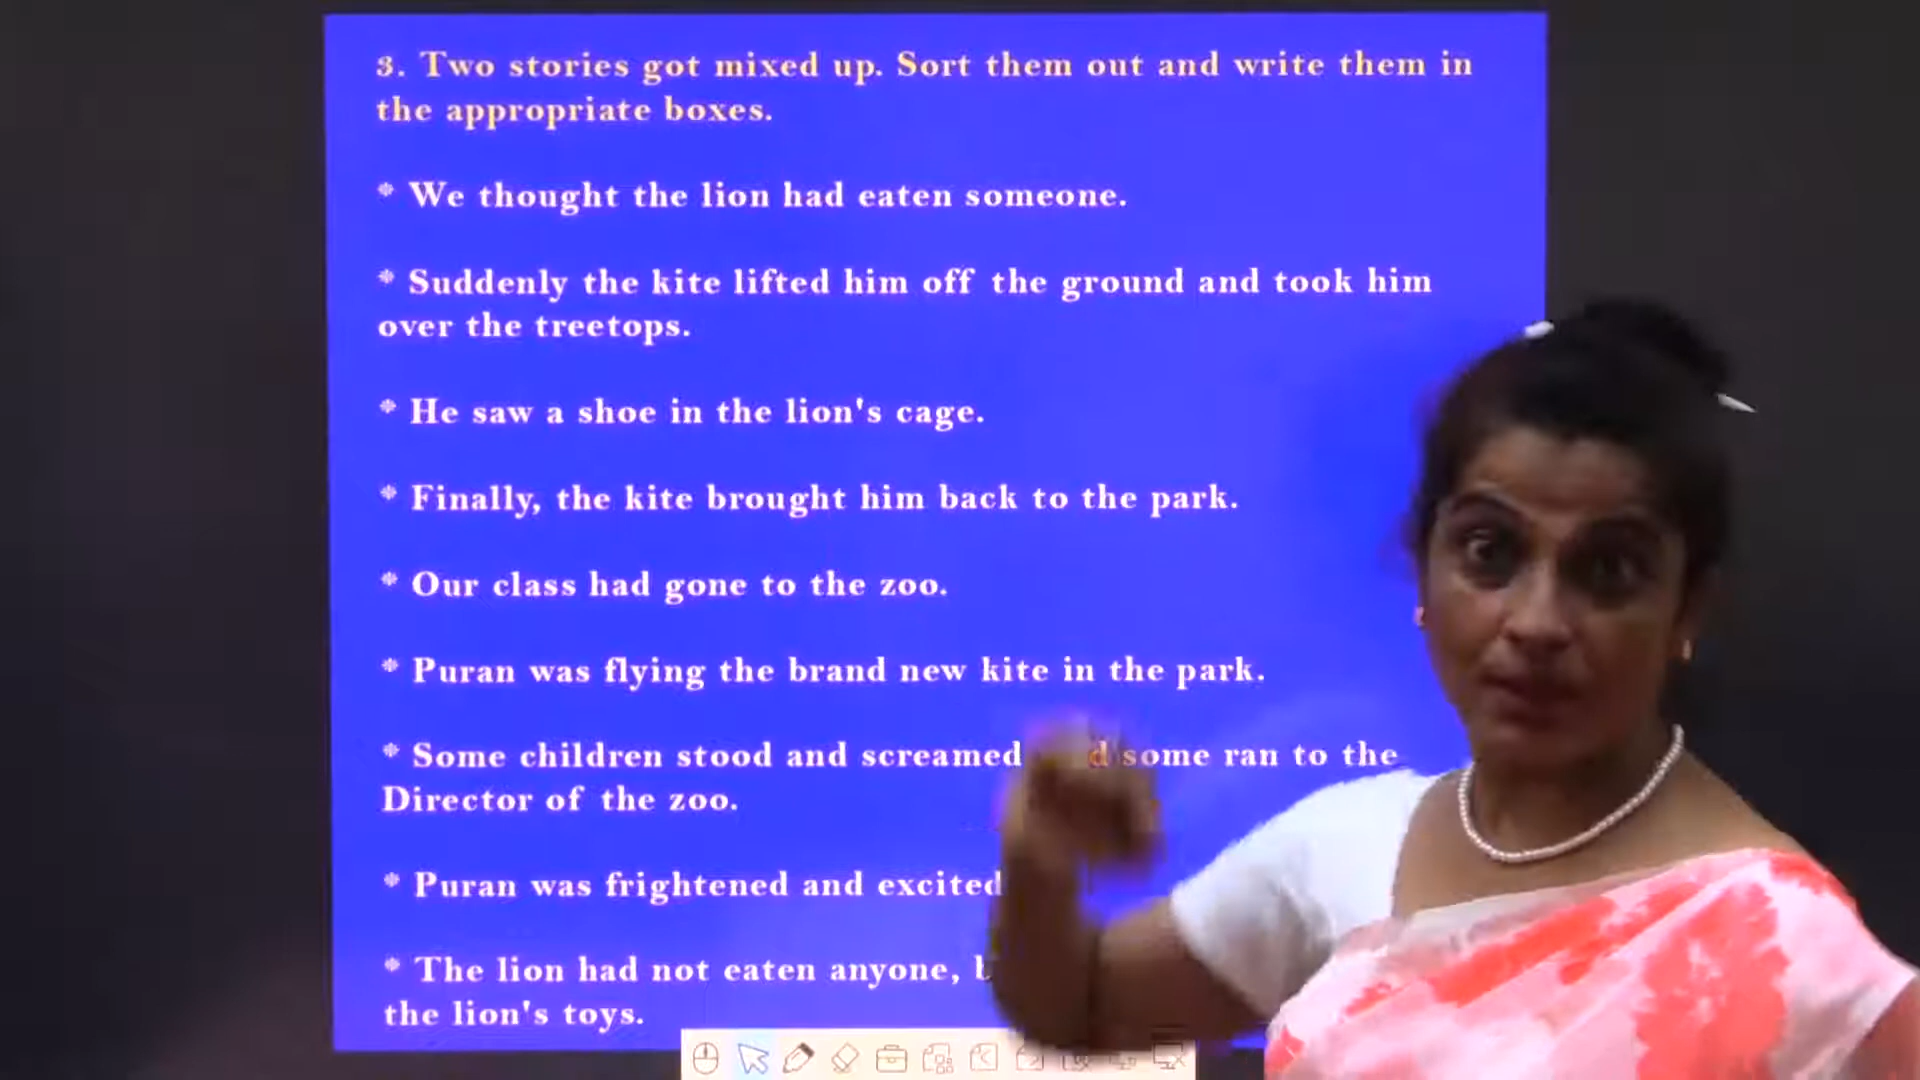 3. Two stories got mixed up. Sort them out and write them in
the appropriate boxes.
* We thought the lion had eaten someone.
* Suddenly the kite lifted him off the ground and took him
over the treetops.
* He saw a shoe in the lion's cage.
* Finally, the kite brought him back to the park.
* Our class had gone to the zoo.
* Puran was flying the brand new kite in the park.
* Some children stood and screamed some ran to the
Director of the zoo.
* Puran was frightened and excited
* The lion had not eaten anyone,
the lion's toys.